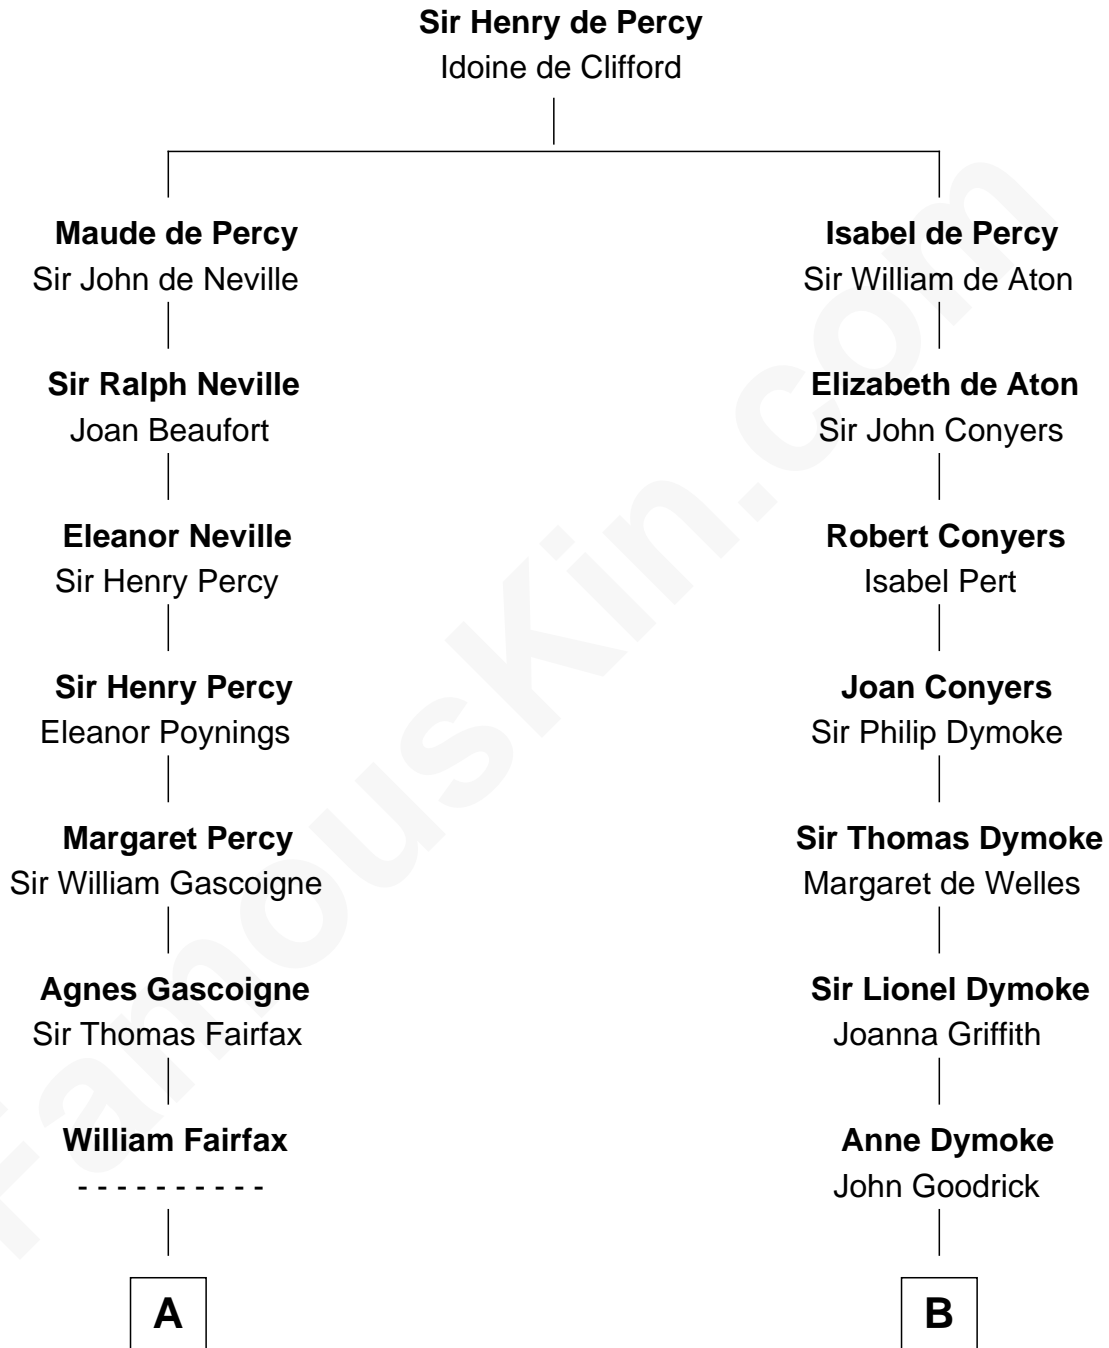 Sir Henry de Percy
Idoine de Clifford
Maude de Percy
Sir John de Neville
Isabel de Percy
Sir William de Aton
Sir Ralph Neville
Joan Beaufort
Elizabeth de Aton
Sir John Conyers
Eleanor Neville
Sir Henry Percy
Robert Conyers
Isabel Pert
Sir Henry Percy
Eleanor Poynings
Joan Conyers
Sir Philip Dymoke
Margaret Percy
Sir William Gascoigne
Sir Thomas Dymoke
Margaret de Welles
Agnes Gascoigne
Sir Thomas Fairfax
Sir Lionel Dymoke
Joanna Griffith
William Fairfax
- - - - - - - - - -
Anne Dymoke
John Goodrick
A
B
FamousKin.com